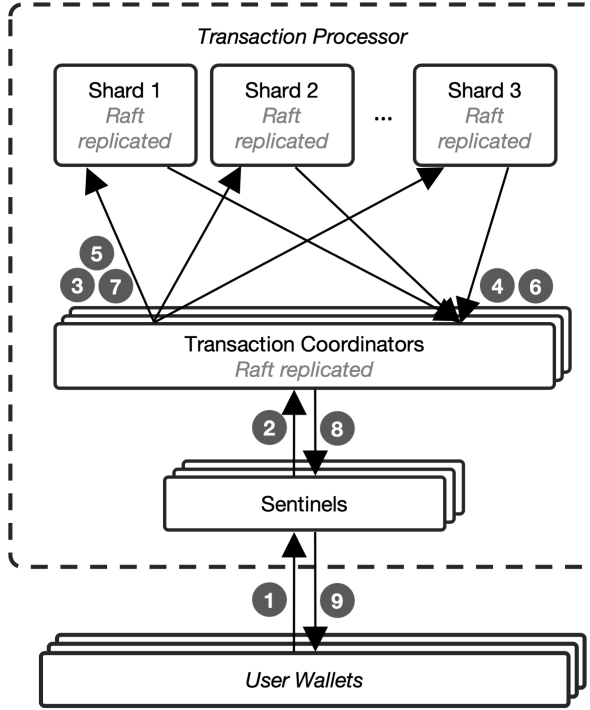 Transaction Processor
Shard 1
Raft
replicated
Shard 2
Raft
replicated
...
Shard 3
Raft
replicated
5
3 7
4 6
Transaction Coordinators
Raft replicated
2 8
Sentinels
1 9
User Wallets